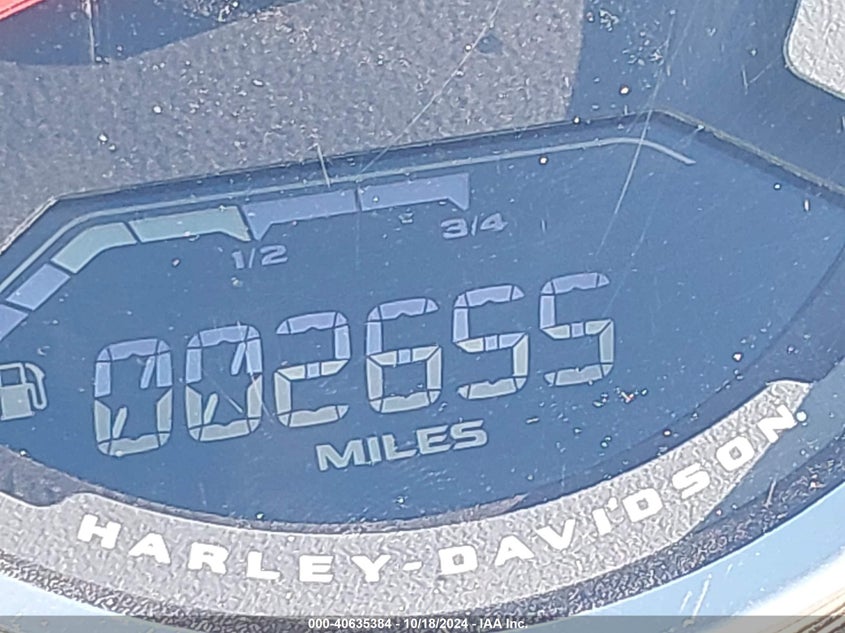 1/2
3/4
002655
MILES
HARLEY-DAVIDSON
000-40635384 - 10/18/2024 - IAA Inc.